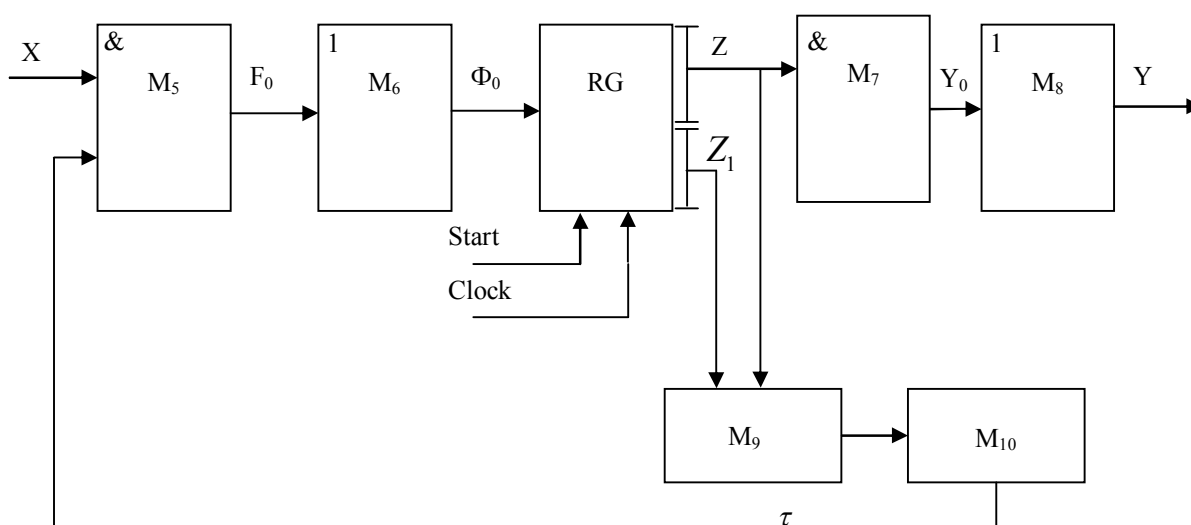 X
&
M₅
F₀
1
M₆
Φ₀
RG
Z
Z₁
&
M₇
Y₀
1
M₈
Y
Start
Clock
M₉
M₁₀
τ